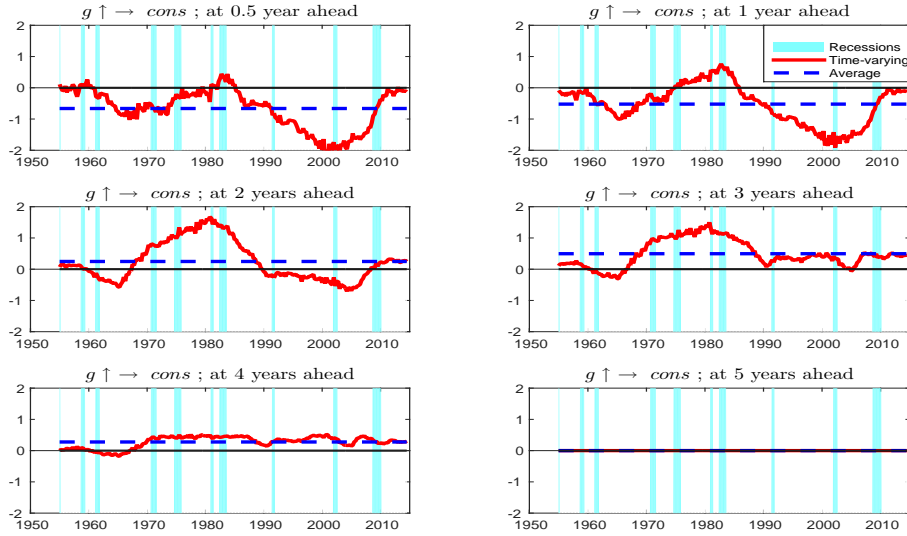 g ↑ → cons ; at 0.5 year ahead
2
1
0
-1
-2
1950 1960 1970 1980 1990 2000 2010
g ↑ → cons ; at 1 year ahead
2
1
0
-1
-2
1950 1960 1970 1980 1990 2000 2010
Recessions
Time-varying
Average
g ↑ → cons ; at 2 years ahead
2
1
0
-1
-2
1950 1960 1970 1980 1990 2000 2010
g ↑ → cons ; at 3 years ahead
2
1
0
-1
-2
1950 1960 1970 1980 1990 2000 2010
g ↑ → cons ; at 4 years ahead
2
1
0
-1
-2
1950 1960 1970 1980 1990 2000 2010
g ↑ → cons ; at 5 years ahead
2
1
0
-1
-2
1950 1960 1970 1980 1990 2000 2010